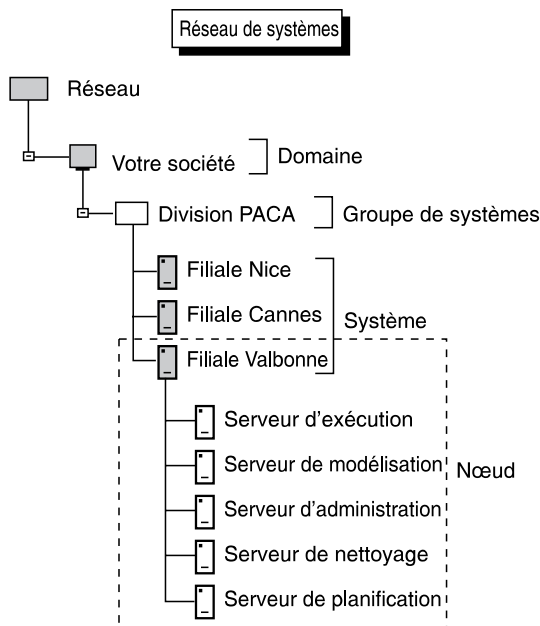 Réseau de systèmes
Réseau
Votre société
Domaine
Division PACA
Groupe de systèmes
Filiale Nice
Filiale Cannes
Système
Filiale Valbonne
Serveur d'exécution
Serveur de modélisation
Nœud
Serveur d'administration
Serveur de nettoyage
Serveur de planification